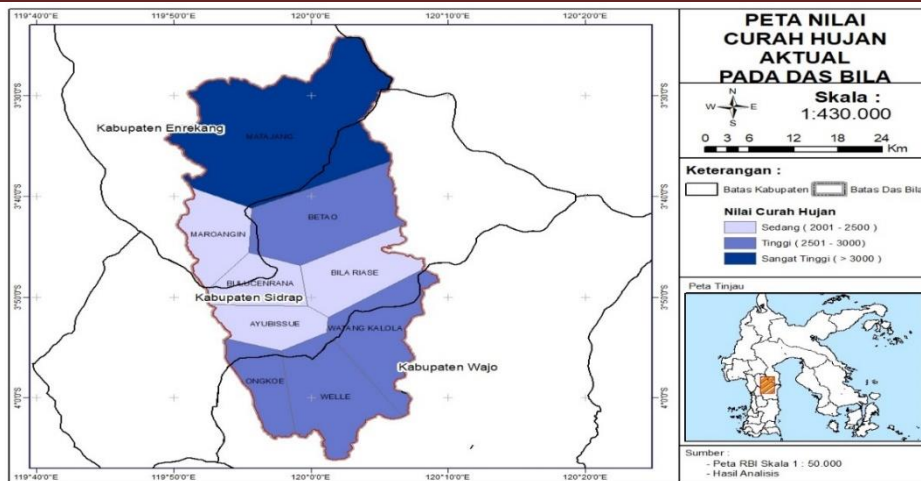 119°40'0"E
119°50'0"E
120°0'0"E
120°10'0"E
120°20'0"E
3°30'0"S
3°40'0"S
3°50'0"S
4°0'0"S
Kabupaten Enrekang
MARAJANG
BETAO
MAROANGIN
BULUCENRANA
BILA RIASE
Kabupaten Sidrap
AYUBISSUE
WATANG KALOLA
Kabupaten Wajo
ONGKOE
WELLE
3°30'0"S
3°40'0"S
3°50'0"S
4°0'0"S
119°40'0"E
119°50'0"E
120°0'0"E
120°10'0"E
120°20'0"E
PETA NILAI
CURAH HUJAN
AKTUAL
PADA DAS BILA
N
W E
S
Skala :
1:430.000
0 3 6 12 18 24
Km
Keterangan :
Batas Kabupaten
Batas Das Bila
Nilai Curah Hujan
Sedang ( 2001 - 2500 )
Tinggi ( 2501 - 3000)
Sangat Tinggi ( > 3000 )
Peta Tinjau
Sumber :
- Peta RBI Skala 1 : 50.000
- Hasil Analisis